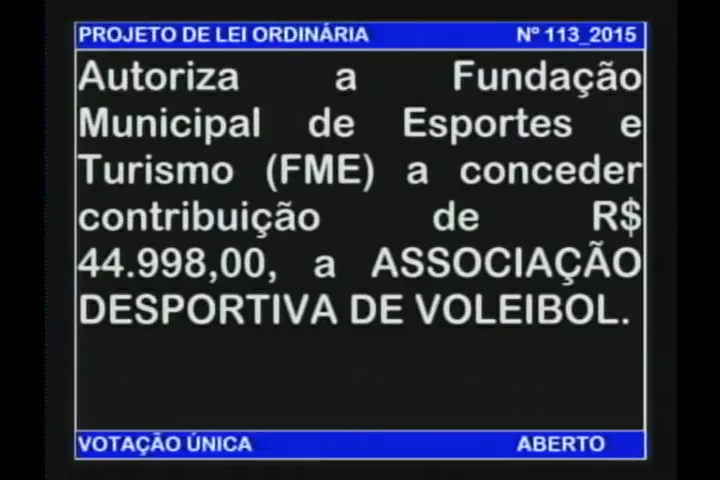 PROJETO DE LEI ORDINÁRIA Nº 113_2015
Autoriza a Fundação
Municipal de Esportes e
Turismo (FME) a conceder
contribuição de R$
44.998,00, a ASSOCIAÇÃO
DESPORTIVA DE VOLEIBOL.
VOTAÇÃO ÚNICA ABERTO